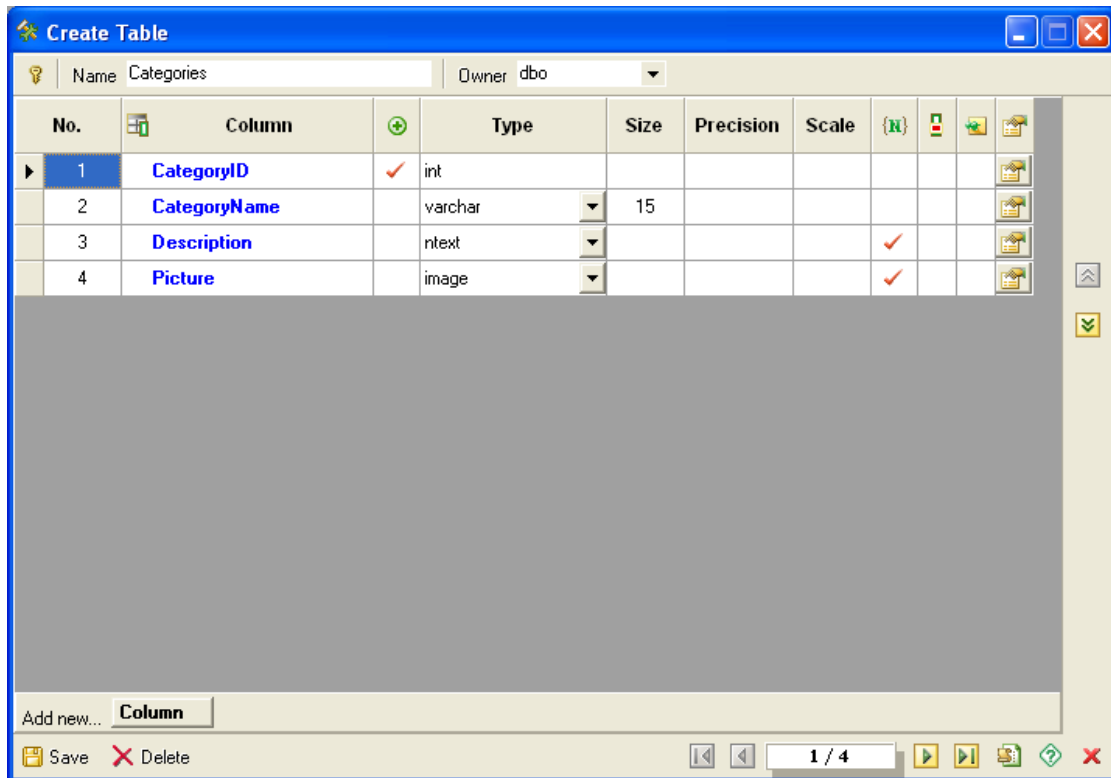 Create Table
Name Categories Owner dbo
No. Column Type Size Precision Scale {N}
1 CategoryID int
2 CategoryName varchar 15
3 Description ntext
4 Picture image
Add new... Column
Save Delete 1 / 4